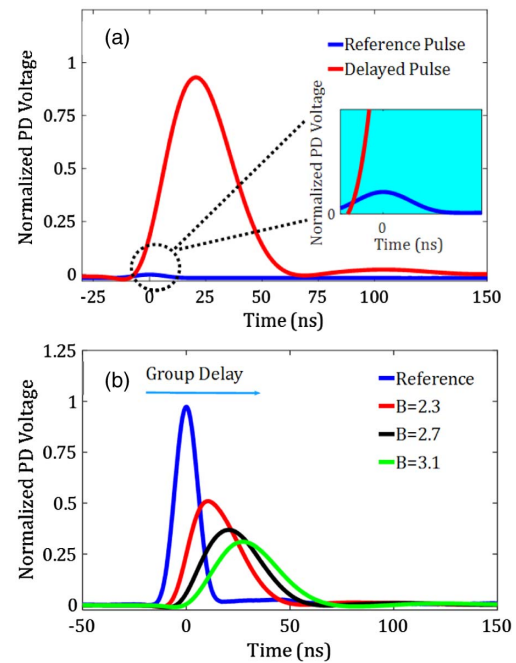 (a)
Reference Pulse
Delayed Pulse
Normalized PD Voltage
1
0.75
0.5
0.25
0
-25
0
25
50
75
100
150
Time (ns)
Normalized PD Voltage
0
0
Time (ns)
(b)
Group Delay
Reference
B=2.3
B=2.7
B=3.1
Normalized PD Voltage
1.25
1
0.75
0.5
0.25
0
-50
0
50
100
150
Time (ns)